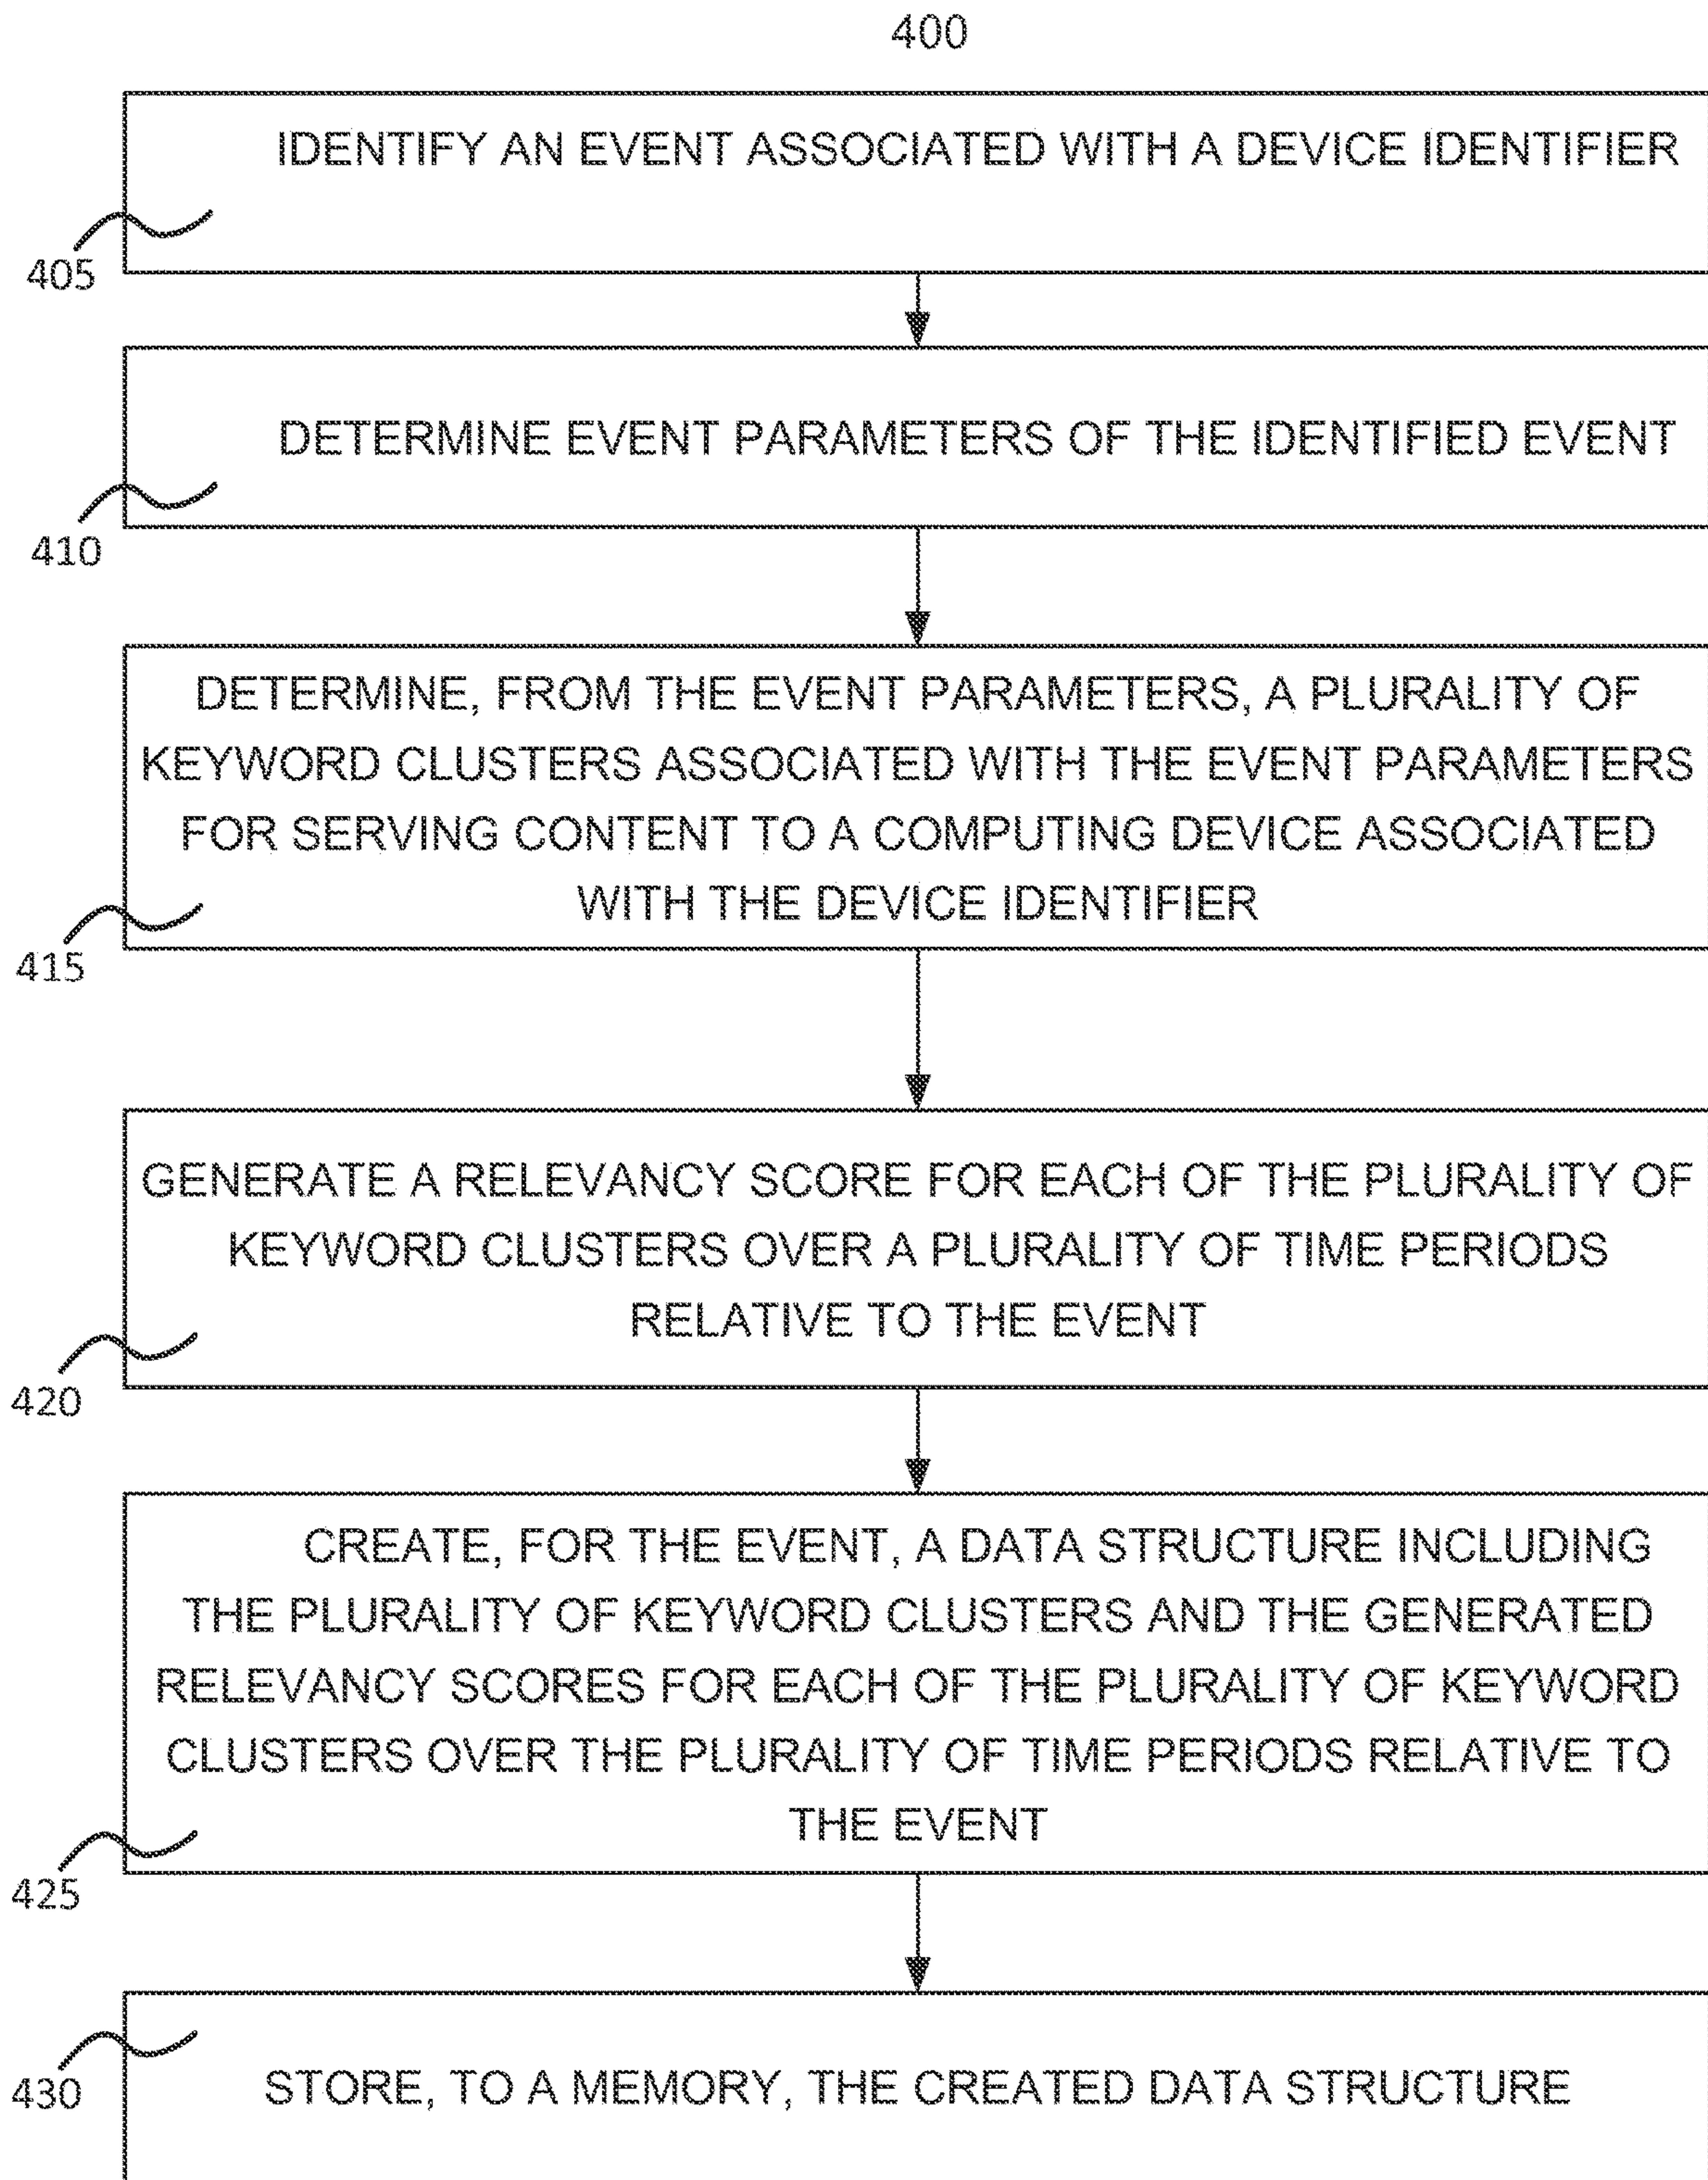 400
IDENTIFY AN EVENT ASSOCIATED WITH A DEVICE IDENTIFIER
405
DETERMINE EVENT PARAMETERS OF THE IDENTIFIED EVENT
410
DETERMINE, FROM THE EVENT PARAMETERS, A PLURALITY OF
KEYWORD CLUSTERS ASSOCIATED WITH THE EVENT PARAMETERS
FOR SERVING CONTENT TO A COMPUTING DEVICE ASSOCIATED
WITH THE DEVICE IDENTIFIER
415
GENERATE A RELEVANCY SCORE FOR EACH OF THE PLURALITY OF
KEYWORD CLUSTERS OVER A PLURALITY OF TIME PERIODS
RELATIVE TO THE EVENT
420
CREATE, FOR THE EVENT, A DATA STRUCTURE INCLUDING
THE PLURALITY OF KEYWORD CLUSTERS AND THE GENERATED
RELEVANCY SCORES FOR EACH OF THE PLURALITY OF KEYWORD
CLUSTERS OVER THE PLURALITY OF TIME PERIODS RELATIVE TO
THE EVENT
425
STORE, TO A MEMORY, THE CREATED DATA STRUCTURE
430